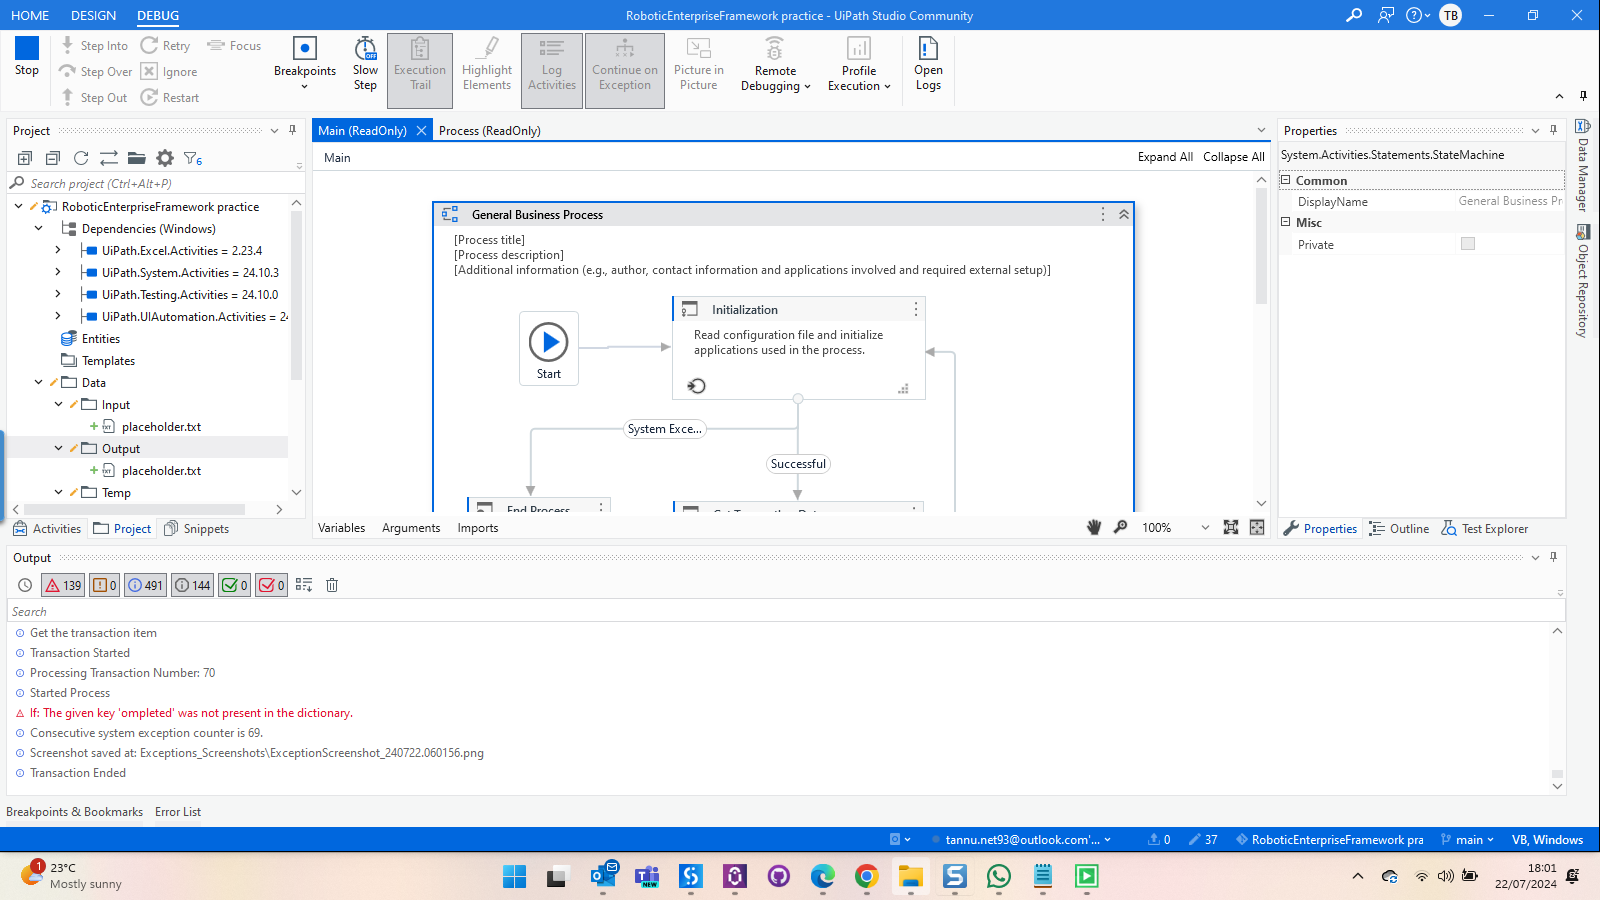 HOME DESIGN DEBUG
RoboticEnterpriseFramework practice - UiPath Studio Community
TB
Stop
Step Into
Step Over
Step Out
Retry
Ignore
Restart
Focus
Breakpoints
Slow Step
Execution Trail
Highlight Elements
Log Activities
Continue on Exception
Picture in Picture
Remote Debugging
Profile Execution
Open Logs
Project
6
Search project (Ctrl+Alt+P)
RoboticEnterpriseFramework practice
Dependencies (Windows)
UiPath.Excel.Activities = 2.23.4
UiPath.System.Activities = 24.10.3
UiPath.Testing.Activities = 24.10.0
UiPath.UIAutomation.Activities = 24
Entities
Templates
Data
Input
placeholder.txt
Output
placeholder.txt
Temp
Activities Project Snippets
Main (ReadOnly) Process (ReadOnly)
Main
Expand All Collapse All
General Business Process
[Process title]
[Process description]
[Additional information (e.g., author, contact information and applications involved and required external setup)]
Start
Initialization
Read configuration file and initialize
applications used in the process.
System Exce...
Successful
End Process
Get Transaction Data
Variables Arguments Imports
100%
Properties
System.Activities.Statements.StateMachine
Common
DisplayName General Business Pr
Misc
Private
Properties Outline Test Explorer
Data Manager
Object Repository
Output
139 0 491 144 0 0
Search
Get the transaction item
Transaction Started
Processing Transaction Number: 70
Started Process
If: The given key 'ompleted' was not present in the dictionary.
Consecutive system exception counter is 69.
Screenshot saved at: Exceptions_Screenshots\ExceptionScreenshot_240722.060156.png
Transaction Ended
Breakpoints & Bookmarks Error List
tannu.net93@outlook.com'... 0 37 RoboticEnterpriseFramework pra main VB, Windows
1
23°C
Mostly sunny
NEW
18:01
22/07/2024